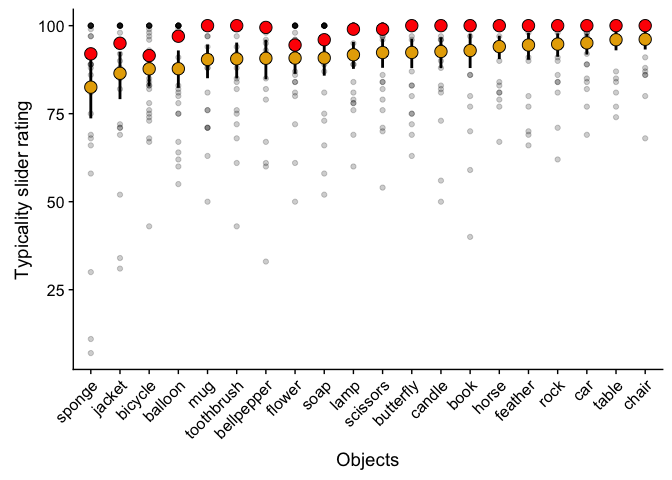 100
75
50
25
Typicality slider rating
sponge
jacket
bicycle
balloon
mug
toothbrush
bellpepper
flower
soap
lamp
scissors
butterfly
candle
book
horse
feather
rock
car
table
chair
Objects